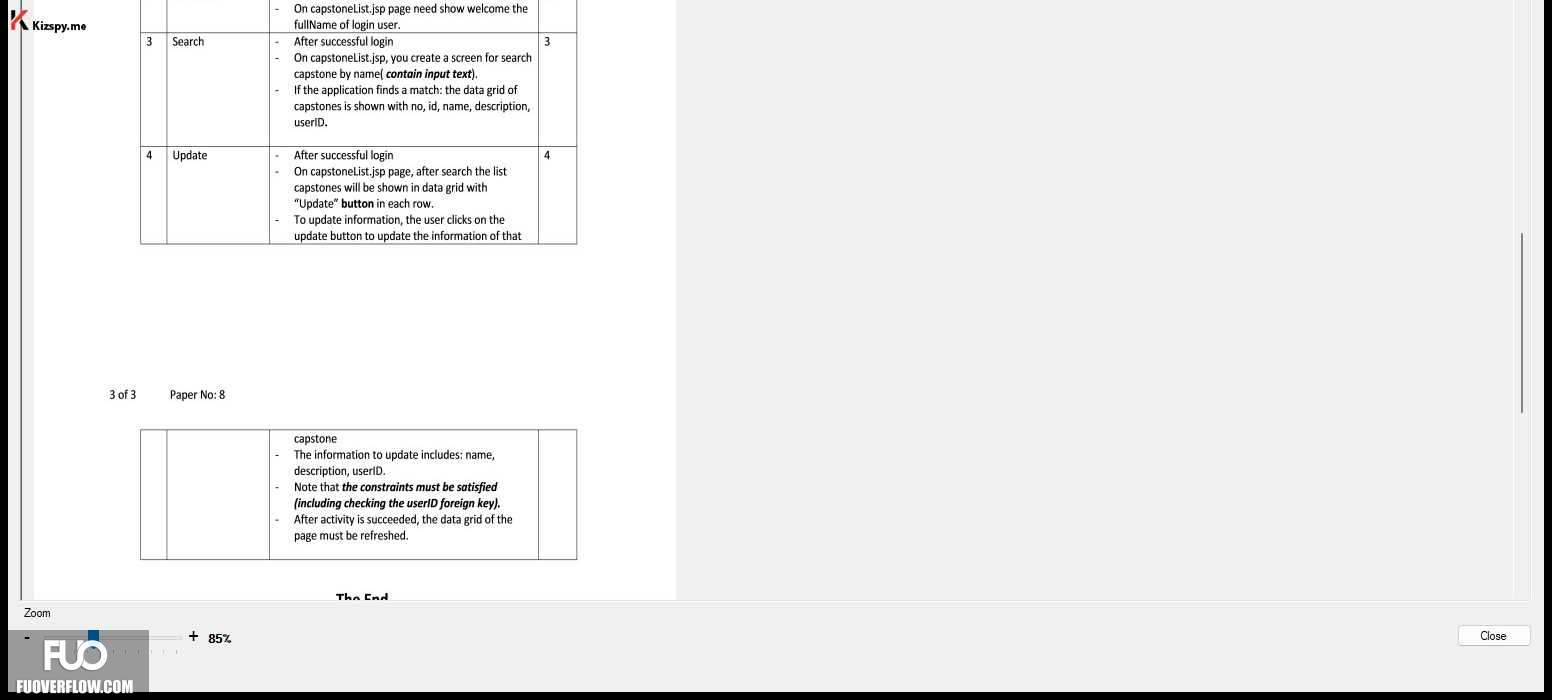 Kizspy.me
- On capstoneList.jsp page need show welcome the
fullName of login user.
3 Search - After successful login 3
- On capstoneList.jsp, you create a screen for search
capstone by name( contain input text).
- If the application finds a match: the data grid of
capstones is shown with no, id, name, description,
userID.
4 Update - After successful login 4
- On capstoneList.jsp page, after search the list
capstones will be shown in data grid with
“Update” button in each row.
- To update information, the user clicks on the
update button to update the information of that
3 of 3 Paper No: 8
capstone
- The information to update includes: name,
description, userID.
- Note that the constraints must be satisfied
(including checking the userID foreign key).
- After activity is succeeded, the data grid of the
page must be refreshed.
The End
Zoom
- + 85%
Close
FUO
FUOVERFLOW.COM